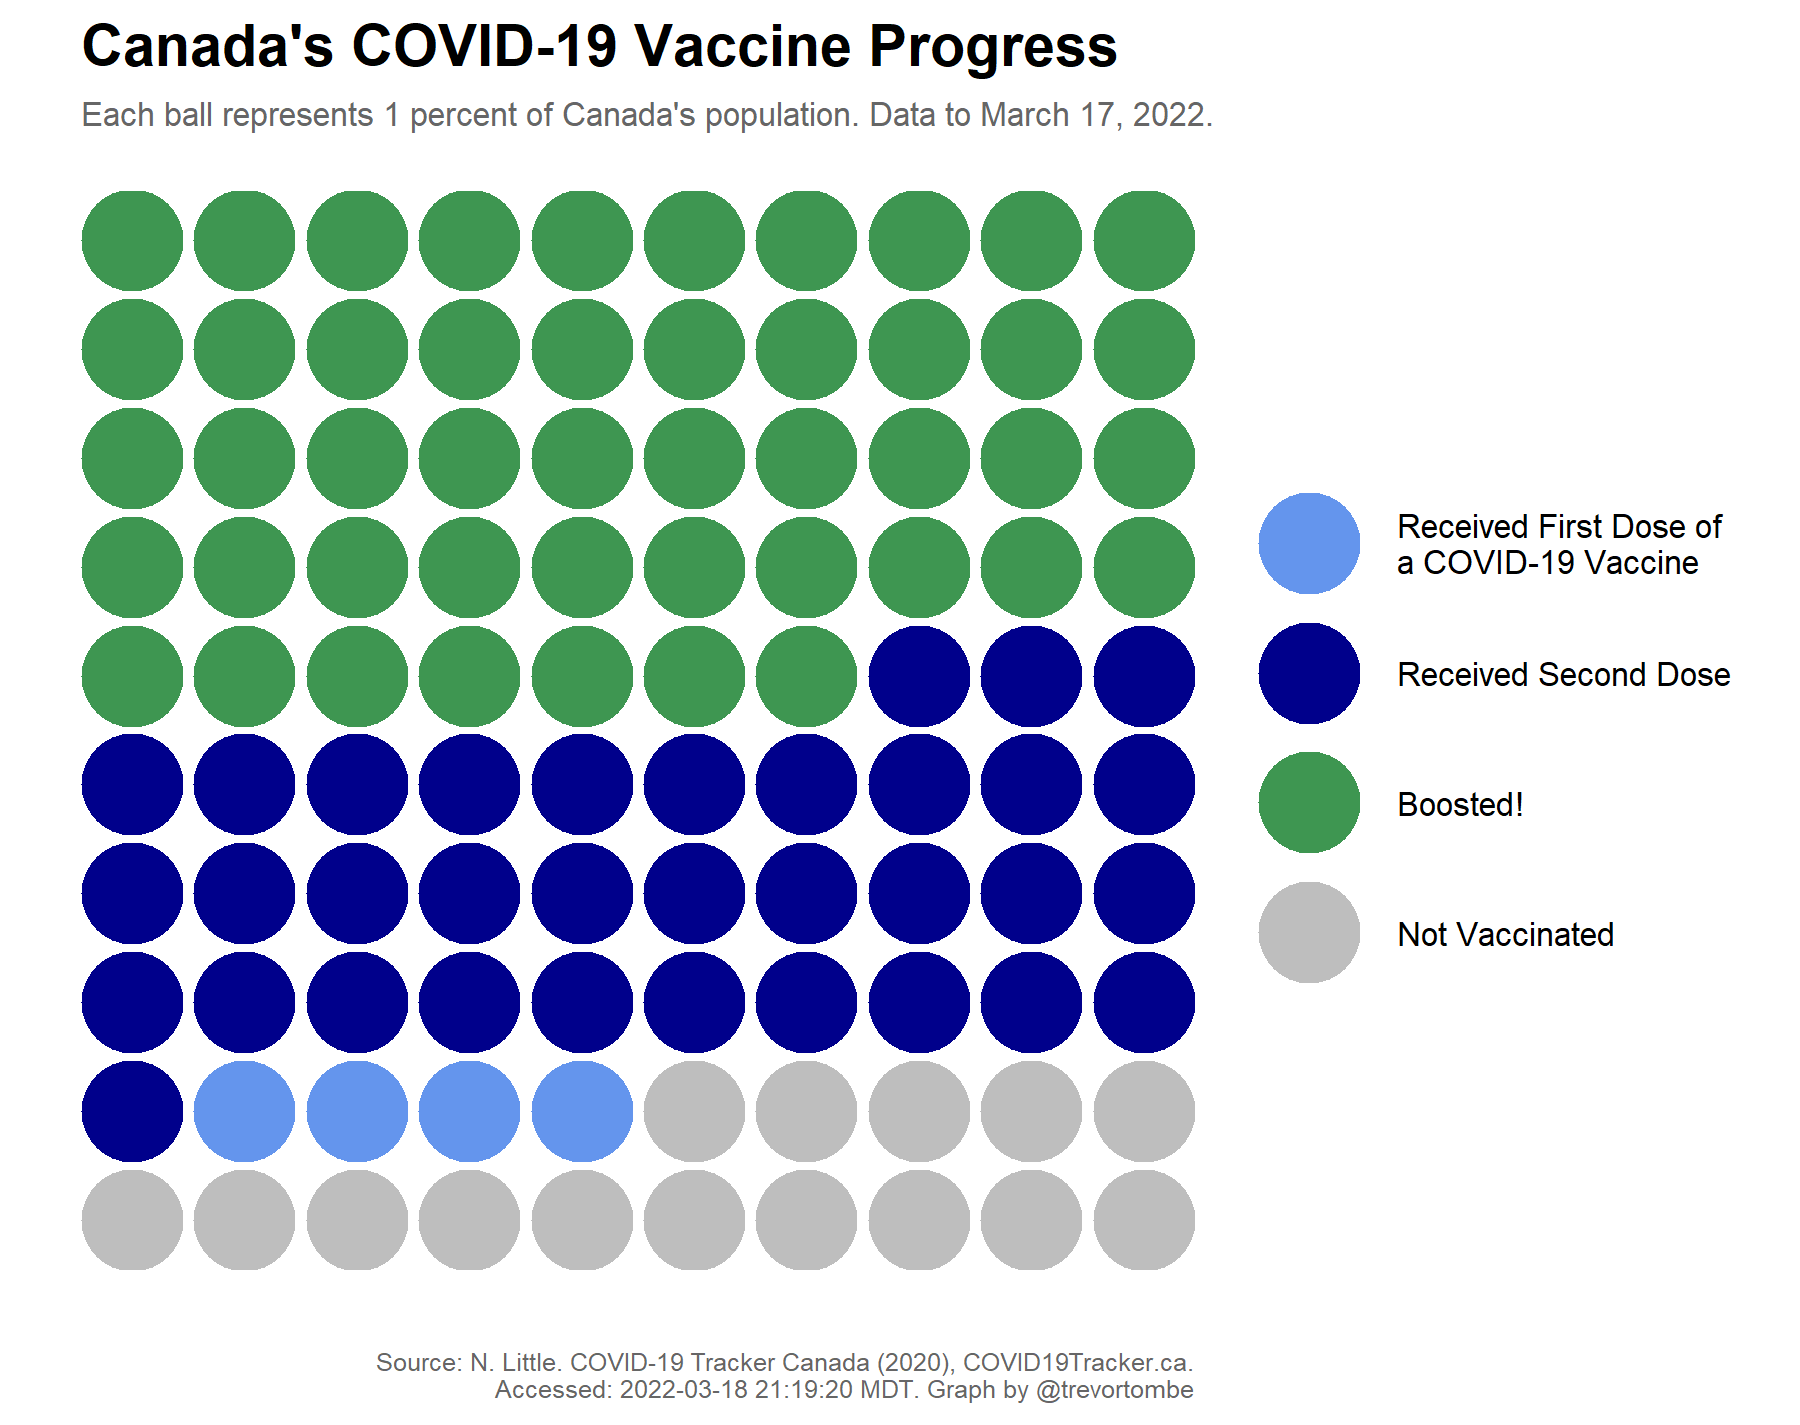 Canada's COVID-19 Vaccine Progress
Each ball represents 1 percent of Canada's population. Data to March 17, 2022.
Received First Dose of
a COVID-19 Vaccine
Received Second Dose
Boosted!
Not Vaccinated
Source: N. Little. COVID-19 Tracker Canada (2020), COVID19Tracker.ca.
Accessed: 2022-03-18 21:19:20 MDT. Graph by @trevortombe